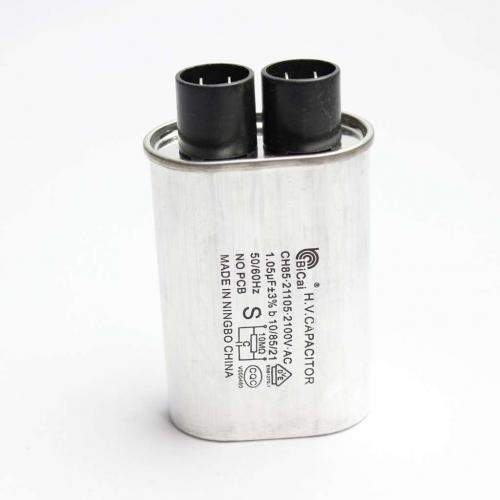 BiCai ® H.V.CAPACITOR
CH85-21105-2100V·AC
1.05μF±3% b 10/85/21
50/60Hz S 10MΩ C
NO PCB CQC
MADE IN NINGBO CHINA